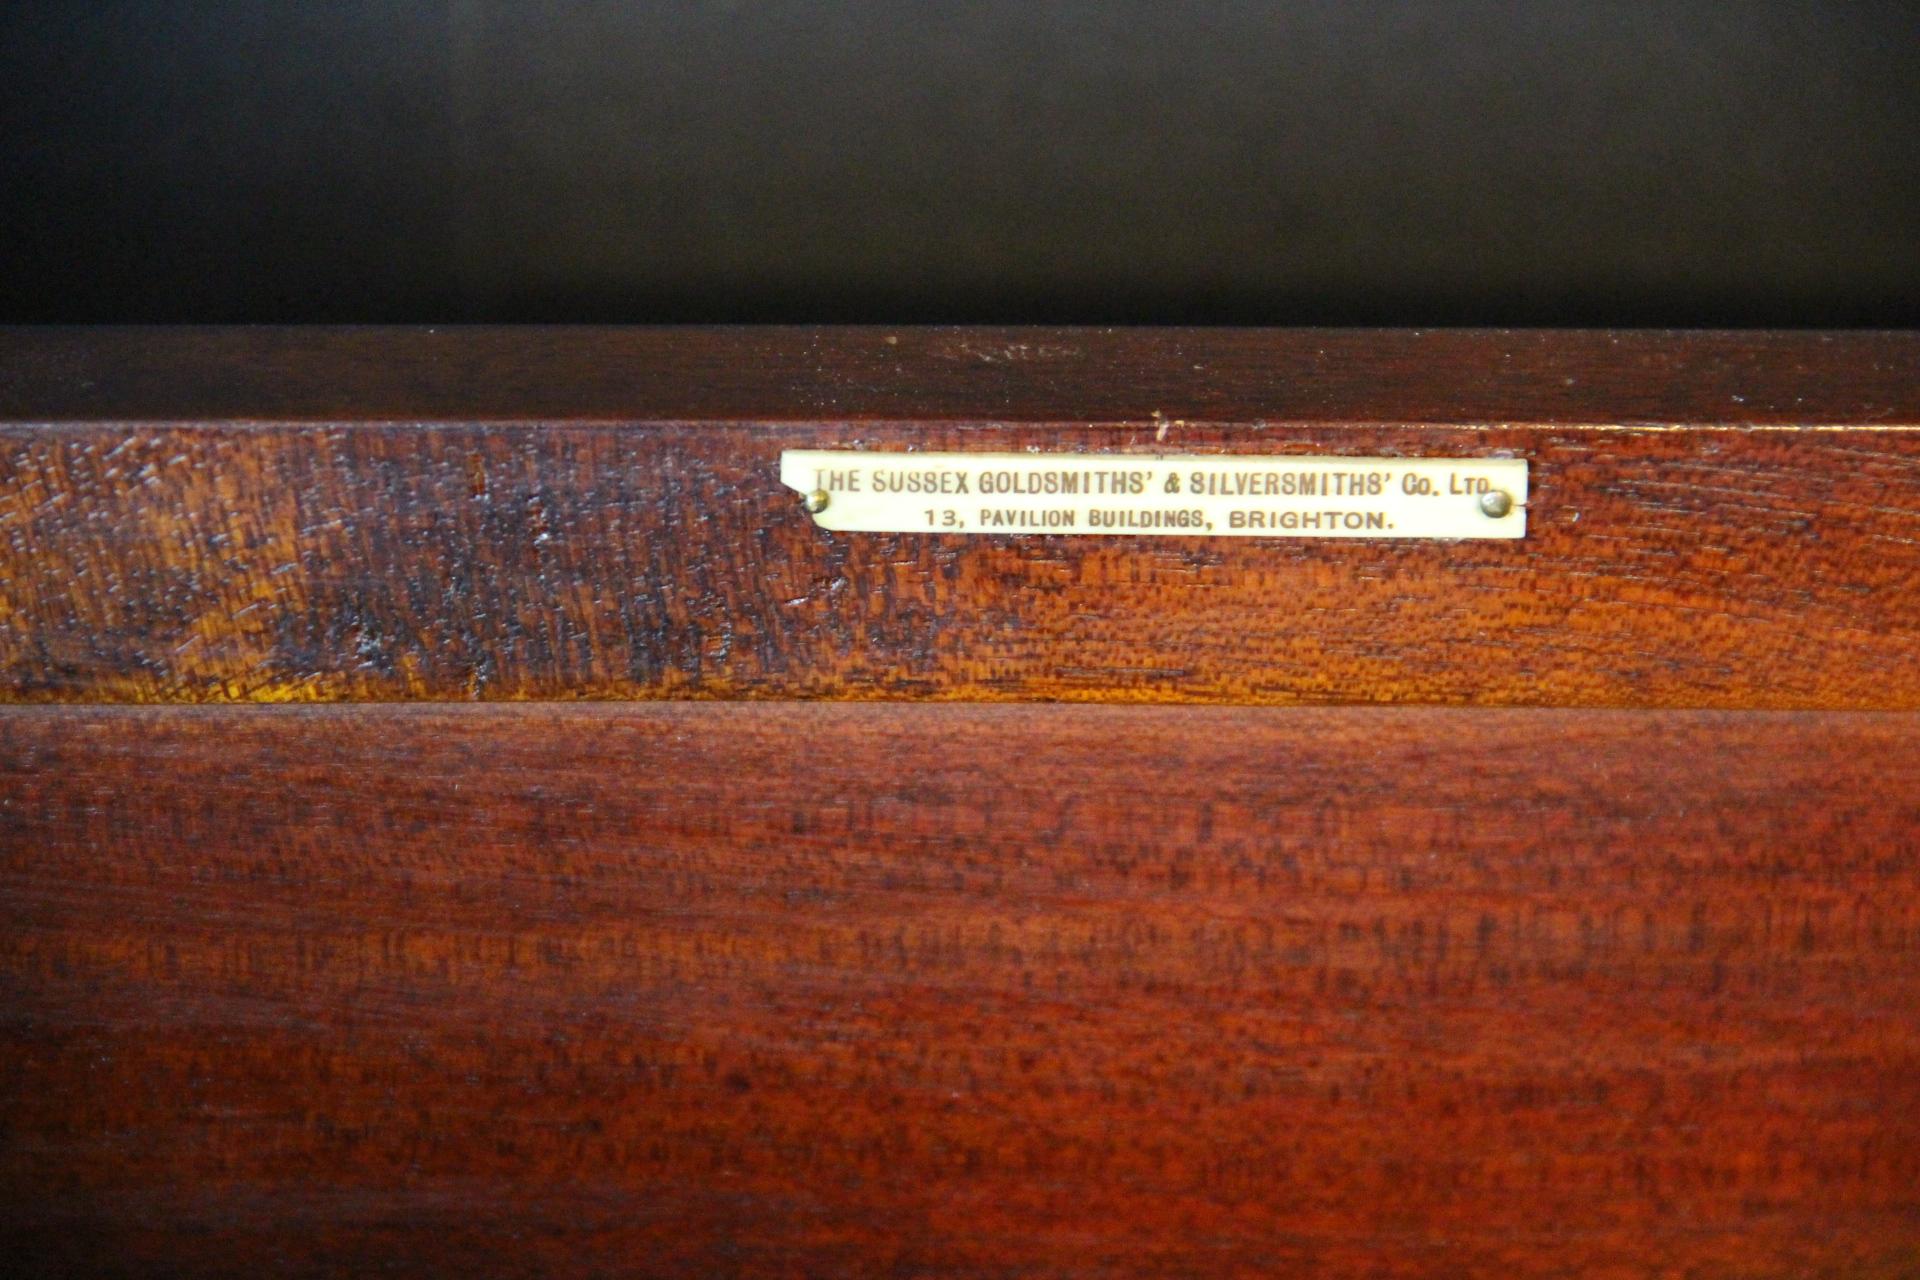 THE SUSSEX GOLDSMITHS' & SILVERSMITHS' Co. LTD.
13, PAVILION BUILDINGS, BRIGHTON.